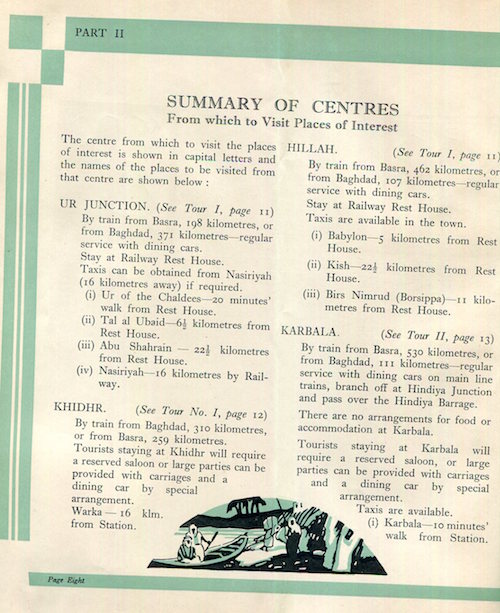 PART II
SUMMARY OF CENTRES
From which to Visit Places of Interest
The centre from which to visit the places
of interest is shown in capital letters and
the names of the places to be visited from
that centre are shown below :
UR JUNCTION. (See Tour I, page 11)
By train from Basra, 198 kilometres, or
from Baghdad, 371 kilometres—regular
service with dining cars.
Stay at Railway Rest House.
Taxis can be obtained from Nasiriyah
(16 kilometres away) if required.
(i) Ur of the Chaldees—20 minutes'
walk from Rest House.
(ii) Tal al Ubaid—6½ kilometres from
Rest House.
(iii) Abu Shahrain — 22½ kilometres
from Rest House.
(iv) Nasiriyah—16 kilometres by Rail-
way.
KHIDHR. (See Tour No. I, page 12)
By train from Baghdad, 310 kilometres,
or from Basra, 259 kilometres.
Tourists staying at Khidhr will require
a reserved saloon or large parties can be
provided with carriages and a
dining car by special
arrangement.
Warka — 16 klm.
from Station.
HILLAH. (See Tour I, page 11)
By train from Basra, 462 kilometres, or
from Baghdad, 107 kilometres—regular
service with dining cars.
Stay at Railway Rest House.
Taxis are available in the town.
(i) Babylon—5 kilometres from Rest
House.
(ii) Kish—22½ kilometres from Rest
House.
(iii) Birs Nimrud (Borsippa)—11 kilo-
metres from Rest House.
KARBALA. (See Tour II, page 13)
By train from Basra, 530 kilometres, or
from Baghdad, 111 kilometres—regular
service with dining cars on main line
trains, branch off at Hindiya Junction
and pass over the Hindiya Barrage.
There are no arrangements for food or
accommodation at Karbala.
Tourists staying at Karbala will
require a reserved saloon, or large
parties can be provided with carriages
and a dining car by special
arrangement.
Taxis are available.
(i) Karbala—10 minutes'
walk from Station.
Page Eight